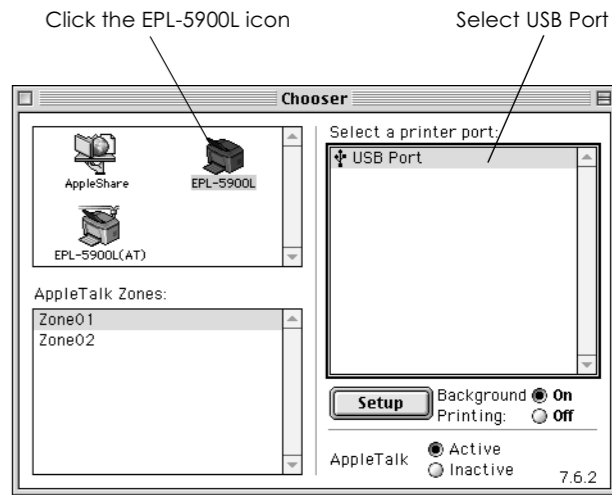 Click the EPL-5900L icon
Select USB Port
Chooser
AppleShare
EPL-5900L
EPL-5900L(AT)
AppleTalk Zones:
Zone01
Zone02
Select a printer port:
USB Port
Setup
Background Printing:
On
Off
AppleTalk
Active
Inactive
7.6.2